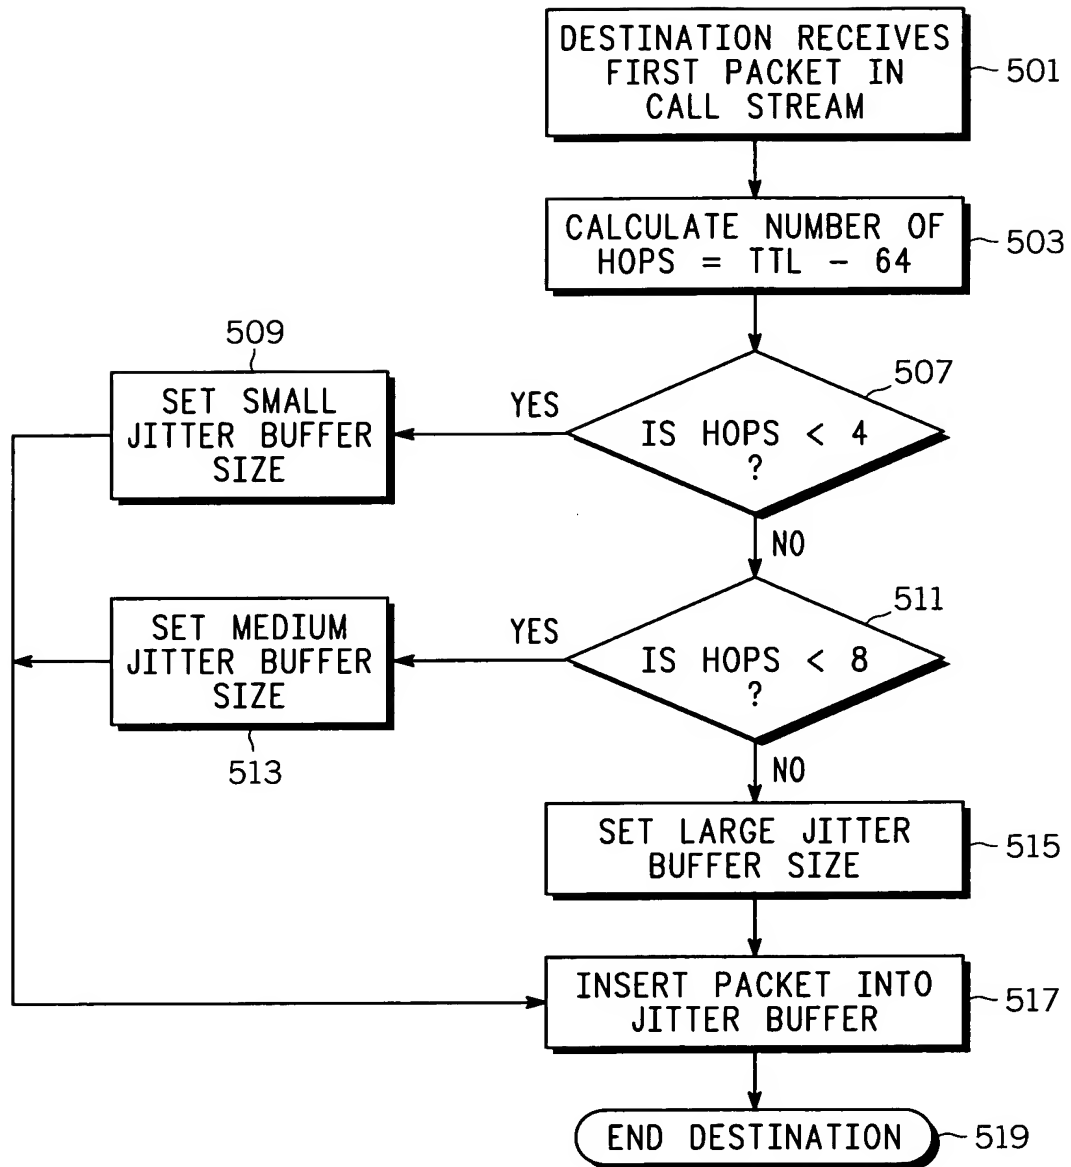 DESTINATION RECEIVES
FIRST PACKET IN
CALL STREAM
501
CALCULATE NUMBER OF
HOPS = TTL - 64
503
509
SET SMALL
JITTER BUFFER
SIZE
YES
507
IS HOPS < 4
?
NO
SET MEDIUM
JITTER BUFFER
SIZE
513
YES
511
IS HOPS < 8
?
NO
SET LARGE JITTER
BUFFER SIZE
515
INSERT PACKET INTO
JITTER BUFFER
517
END DESTINATION
519